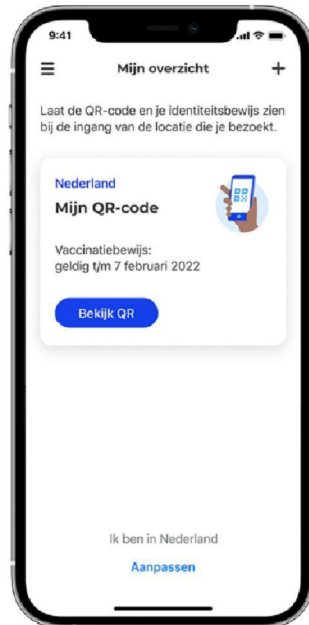 9:41
Mijn overzicht
Laat de QR-code en je identiteitsbewijs zien
bij de ingang van de locatie die je bezoekt.
Nederland
Mijn QR-code
Vaccinatiebewijs:
geldig t/m 7 februari 2022
Bekijk QR
Ik ben in Nederland
Aanpassen